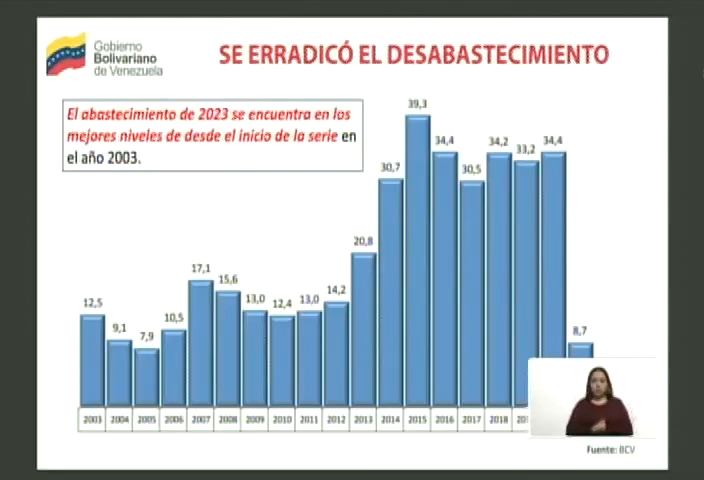 Gobierno
Bolivariano
de Venezuela
SE ERRADICÓ EL DESABASTECIMIENTO
El abastecimiento de 2023 se encuentra en los
mejores niveles de desde el inicio de la serie en
el año 2003.
12,5
9,1
7,9
10,5
17,1
15,6
13,0
12,4
13,0
14,2
20,8
30,7
39,3
34,4
30,5
34,2
33,2
34,4
8,7
2003 2004 2005 2006 2007 2008 2009 2010 2011 2012 2013 2014 2015 2016 2017 2018
Fuente: BCV